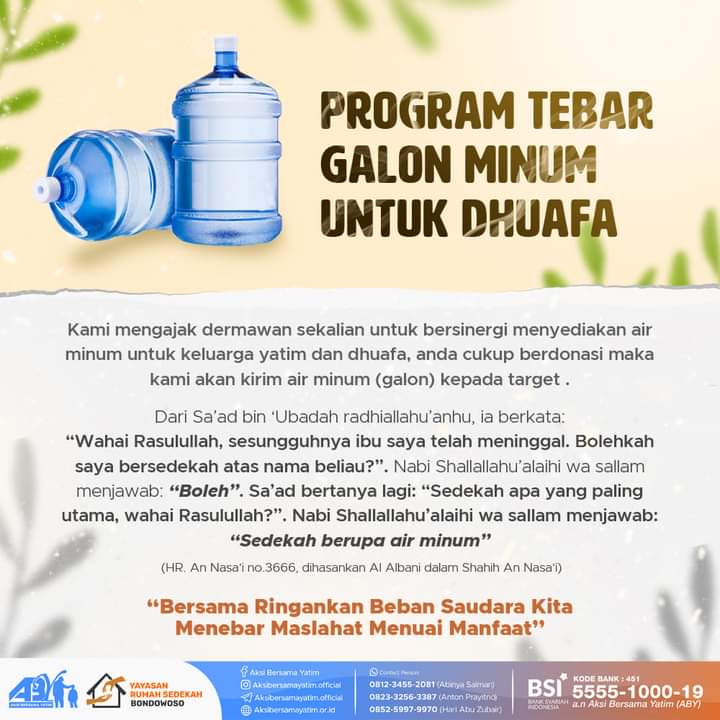 PROGRAM TEBAR
GALON MINUM
UNTUK DHUAFA
Kami mengajak dermawan sekalian untuk bersinergi menyediakan air
minum untuk keluarga yatim dan dhuafa, anda cukup berdonasi maka
kami akan kirim air minum (galon) kepada target .
Dari Sa’ad bin ‘Ubadah radhiallahu’anhu, ia berkata:
“Wahai Rasulullah, sesungguhnya ibu saya telah meninggal. Bolehkah
saya bersedekah atas nama beliau?”. Nabi Shallallahu’alaihi wa sallam
menjawab: “Boleh”. Sa’ad bertanya lagi: “Sedekah apa yang paling
utama, wahai Rasulullah?”. Nabi Shallallahu’alaihi wa sallam menjawab:
“Sedekah berupa air minum”
(HR. An Nasa’i no.3666, dihasankan Al Albani dalam Shahih An Nasa’i)
“Bersama Ringankan Beban Saudara Kita
Menebar Maslahat Menuai Manfaat”
ABY
AKSI BERSAMA YATIM
YAYASAN
RUMAH SEDEKAH
BONDOWOSO
Aksi Bersama Yatim
Aksibersamayatim.official
Aksibersamayatim.official
Aksibersamayatim.or.id
Contact Person:
0812-3455-2081 (Abinya Salman)
0823-3256-3387 (Anton Prayitno)
0852-5997-9970 (Hari Abu Zubair)
BSI
BANK SYARIAH
INDONESIA
KODE BANK : 451
5555-1000-19
a.n Aksi Bersama Yatim (ABY)